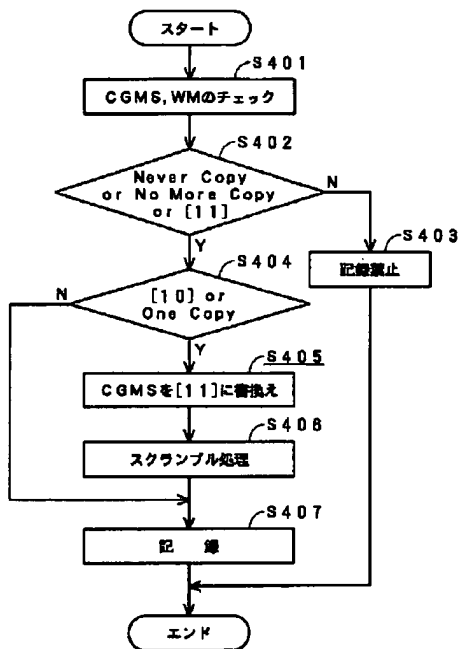 スタート
S401
CGMS,WMのチェック
S402
Never Copy
or No More Copy
or [11]
N
Y
S403
記録禁止
S404
N
[10] or
One Copy
Y
S405
CGMSを[11]に書換え
S406
スクランブル処理
S407
記 録
エンド